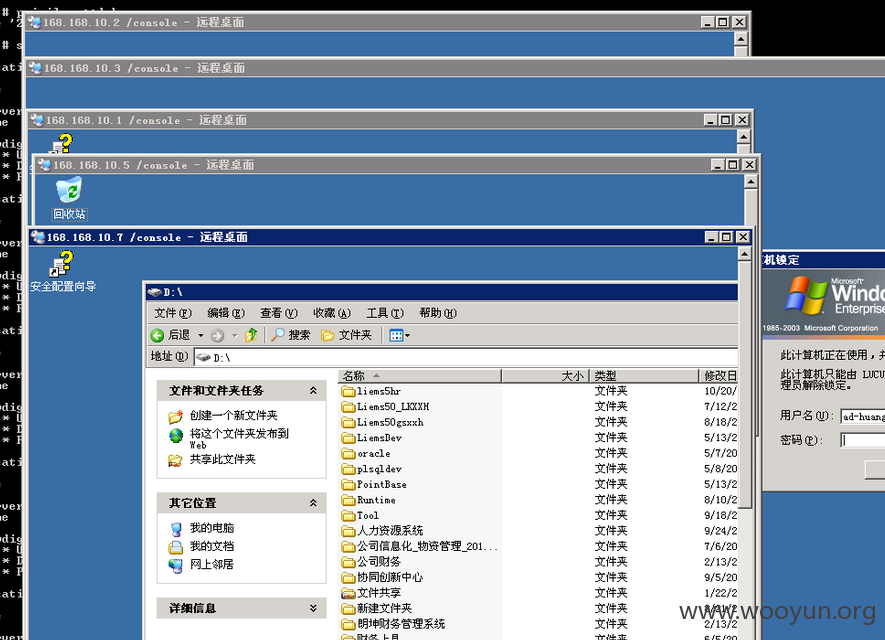 168.168.10.2 /console - 远程桌面
168.168.10.3 /console - 远程桌面
168.168.10.1 /console - 远程桌面
168.168.10.5 /console - 远程桌面
回收站
168.168.10.7 /console - 远程桌面
安全配置向导
D:\
文件(F) 编辑(E) 查看(V) 收藏(A) 工具(T) 帮助(H)
后退 搜索 文件夹
地址(D) D:\
文件和文件夹任务
创建一个新文件夹
将这个文件夹发布到
Web
共享此文件夹
其它位置
我的电脑
我的文档
网上邻居
详细信息
名称 大小 类型 修改日
liems5hr 文件夹 10/20/
Liems50_LKXXH 文件夹 7/12/2
Liems50gsxxh 文件夹 8/18/2
LiemsDev 文件夹 5/13/2
oracle 文件夹 5/7/20
plsqldev 文件夹 5/8/20
PointBase 文件夹 5/13/2
Runtime 文件夹 8/10/2
Tool 文件夹 9/18/2
人力资源系统 文件夹 9/24/2
公司信息化_物资管理_201... 文件夹 7/6/20
公司财务 文件夹 2/13/2
协同创新中心 文件夹 9/5/20
文件共享 文件夹 1/22/2
新建文件夹 文件夹
朗坤财务管理系统 文件夹 2/13/2
机锁定
Microsoft
Windo
Enterprise
1985-2003 Microsoft Corporation
此计算机正在使用，并
此计算机只能由 LUCU
理员解除锁定。
用户名(U): ad-huang
密码(P):
www.wooyun.org